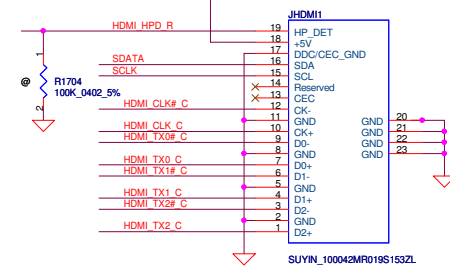 JHDMI1
HDMI_HPD_R 19 HP_DET
18 +5V
17 DDC/CEC_GND
SDATA 16 SDA
SCLK 15 SCL
14 Reserved
13 CEC
HDMI_CLK#_C 12 CK-
11 GND GND 20
HDMI_CLK_C 10 CK+ GND 21
HDMI_TX0#_C 9 D0- GND 22
8 GND GND 23
HDMI_TX0_C 7 D0+
HDMI_TX1#_C 6 D1-
5 GND
HDMI_TX1_C 4 D1+
HDMI_TX2#_C 3 D2-
2 GND
HDMI_TX2_C 1 D2+
1
@ R1704
100K_0402_5%
2
SUYIN_100042MR019S153ZL